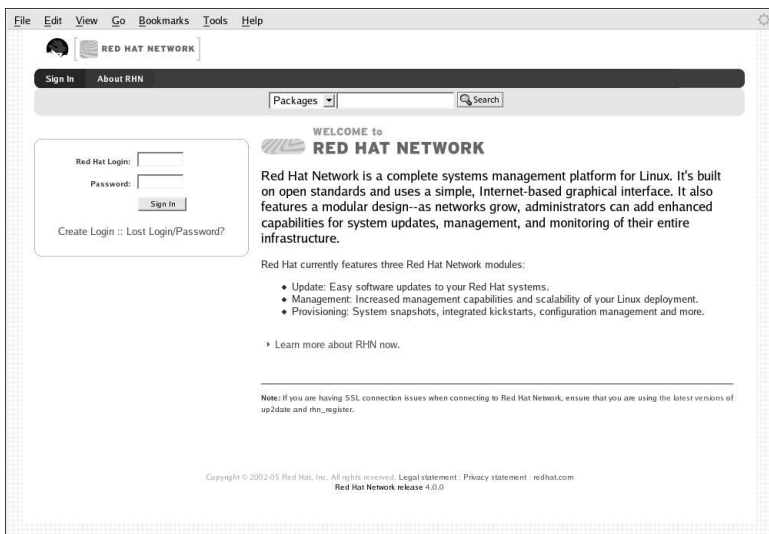 File Edit View Go Bookmarks Tools Help
RED HAT NETWORK
Sign In About RHN
Packages Search
WELCOME to
RED HAT NETWORK
Red Hat Login:
Password:
Sign In
Create Login :: Lost Login/Password?
Red Hat Network is a complete systems management platform for Linux. It's built
on open standards and uses a simple, Internet-based graphical interface. It also
features a modular design--as networks grow, administrators can add enhanced
capabilities for system updates, management, and monitoring of their entire
infrastructure.
Red Hat currently features three Red Hat Network modules:
Update: Easy software updates to your Red Hat systems.
Management: Increased management capabilities and scalability of your Linux deployment.
Provisioning: System snapshots, integrated kickstarts, configuration management and more.
Learn more about RHN now.
Note: If you are having SSL connection issues when connecting to Red Hat Network, ensure that you are using the latest versions of
up2date and rhn_register.
Copyright © 2002-05 Red Hat, Inc. All rights reserved. Legal statement : Privacy statement : redhat.com
Red Hat Network release 4.0.0